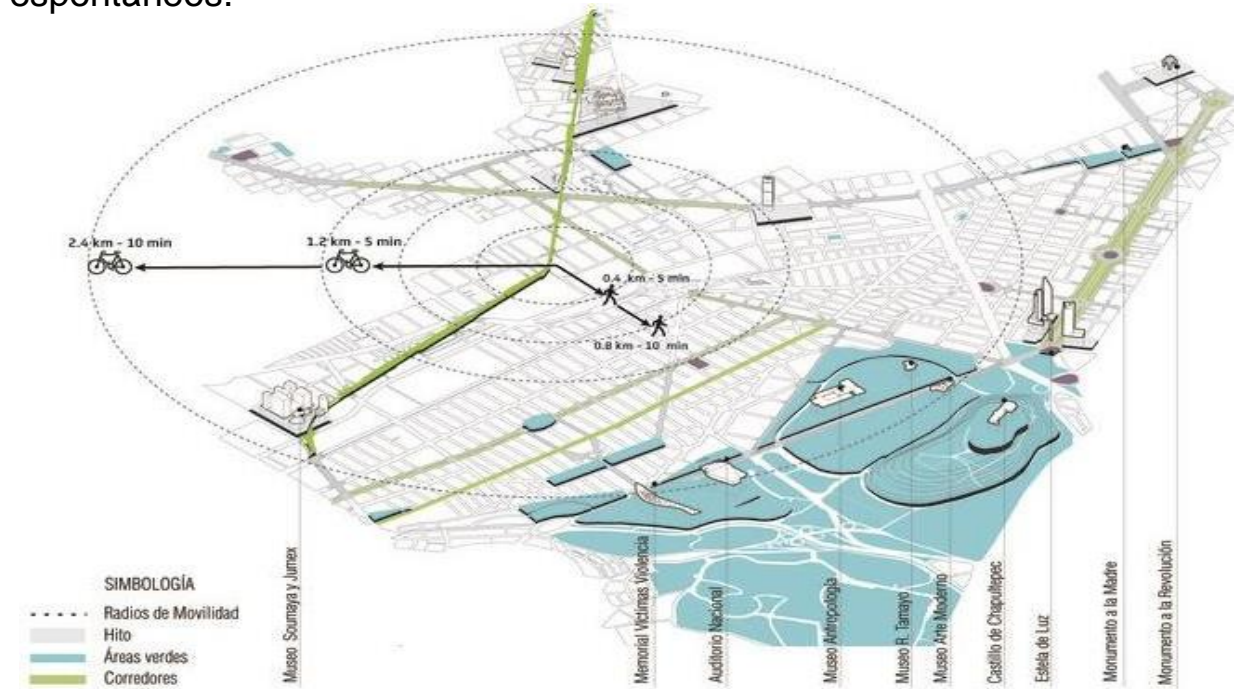 espontáneos.
2.4 km - 10 min
1.2 km - 5 min
0.4 km - 5 min
0.8 km - 10 min
SIMBOLOGÍA
Radios de Movilidad
Hito
Áreas verdes
Corredores
Museo Soumaya y Jumex
Memorial Víctimas Violencia
Auditorio Nacional
Museo Antropología
Museo R. Tamayo
Museo Arte Moderno
Castillo de Chapultepec
Estela de Luz
Monumento a la Madre
Monumento a la Revolución